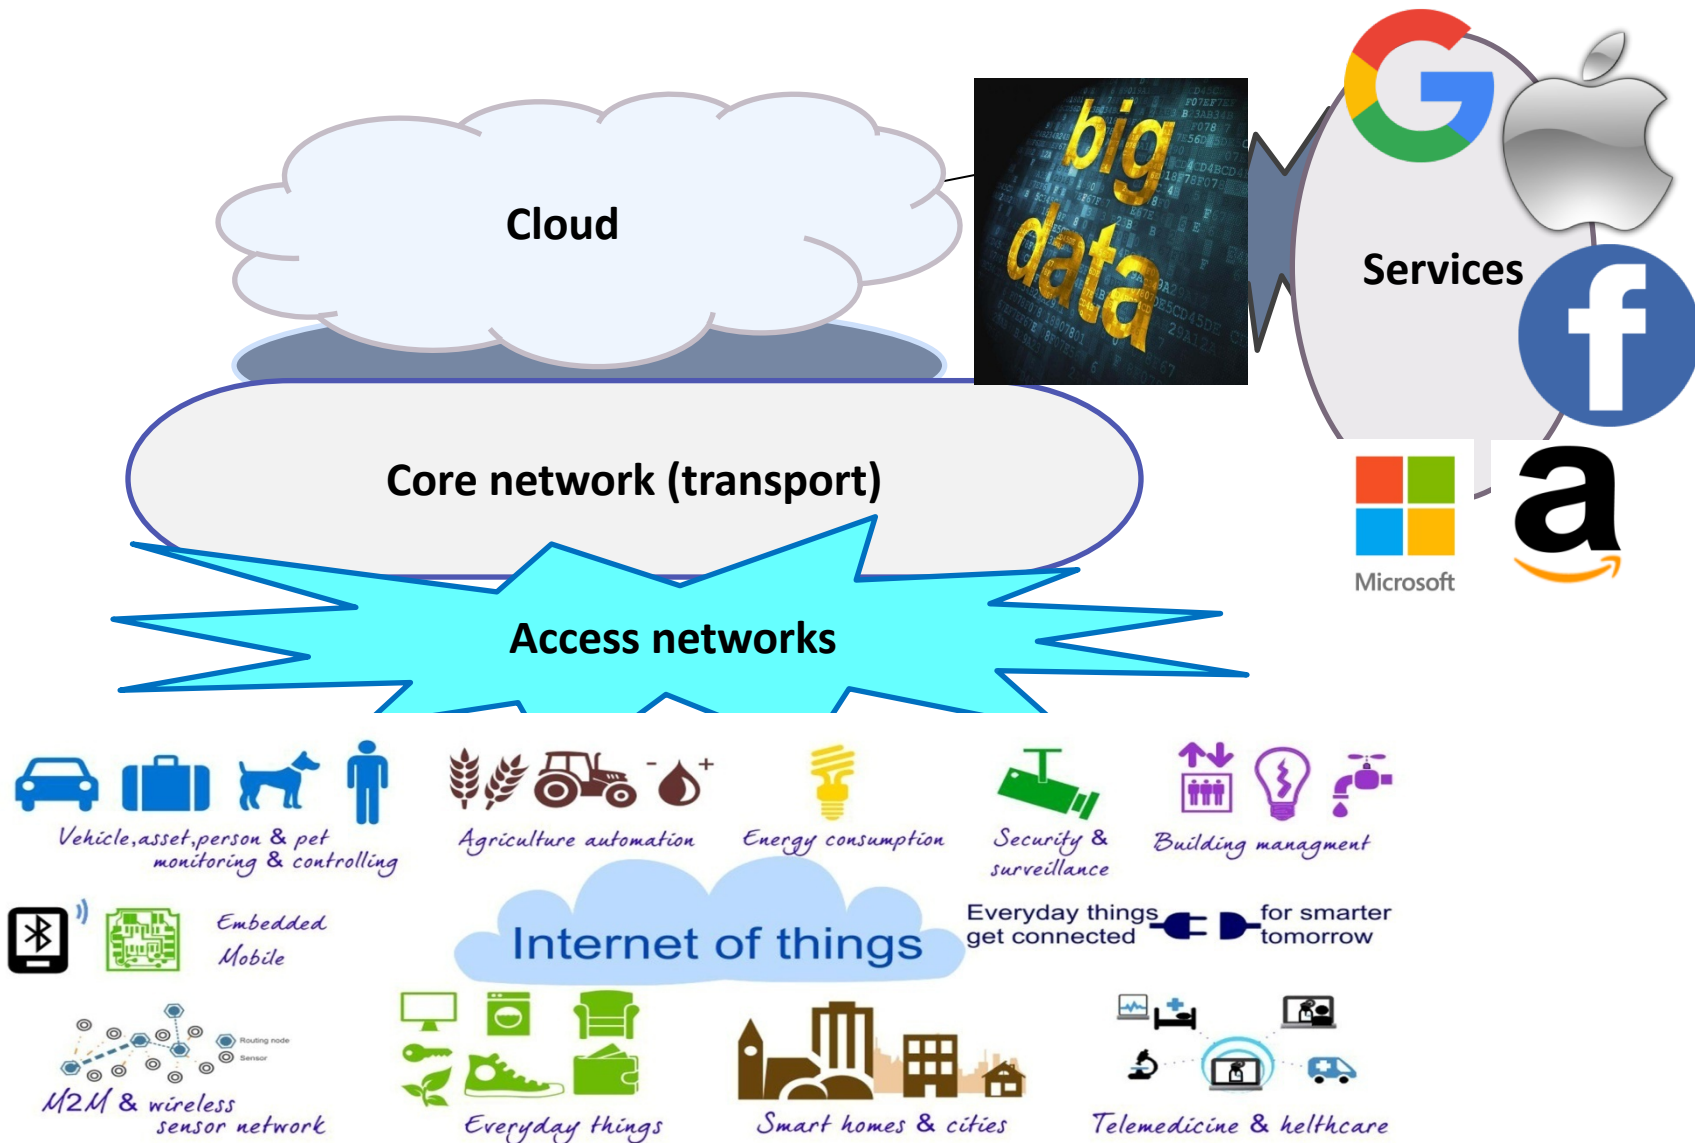 big
data
Cloud
Services
Core network (transport)
Microsoft
Access networks
Vehicle,asset,person & pet
monitoring & controlling
Agriculture automation
Energy consumption
Security &
surveillance
Building managment
Embedded
Mobile
Internet of things
Everyday things
get connected
for smarter
tomorrow
Routing node
Sensor
M2M & wireless
sensor network
Everyday things
Smart homes & cities
Telemedicine & helthcare